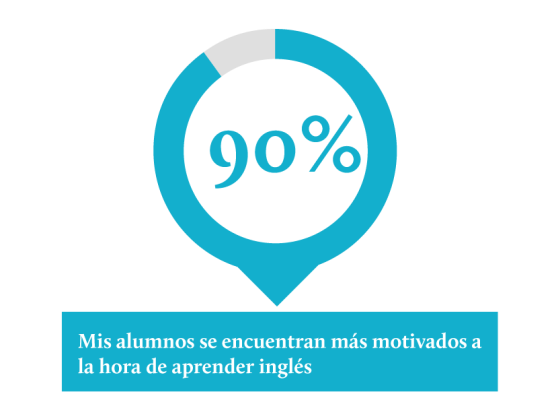 90%
Mis alumnos se encuentran más motivados a
la hora de aprender inglés